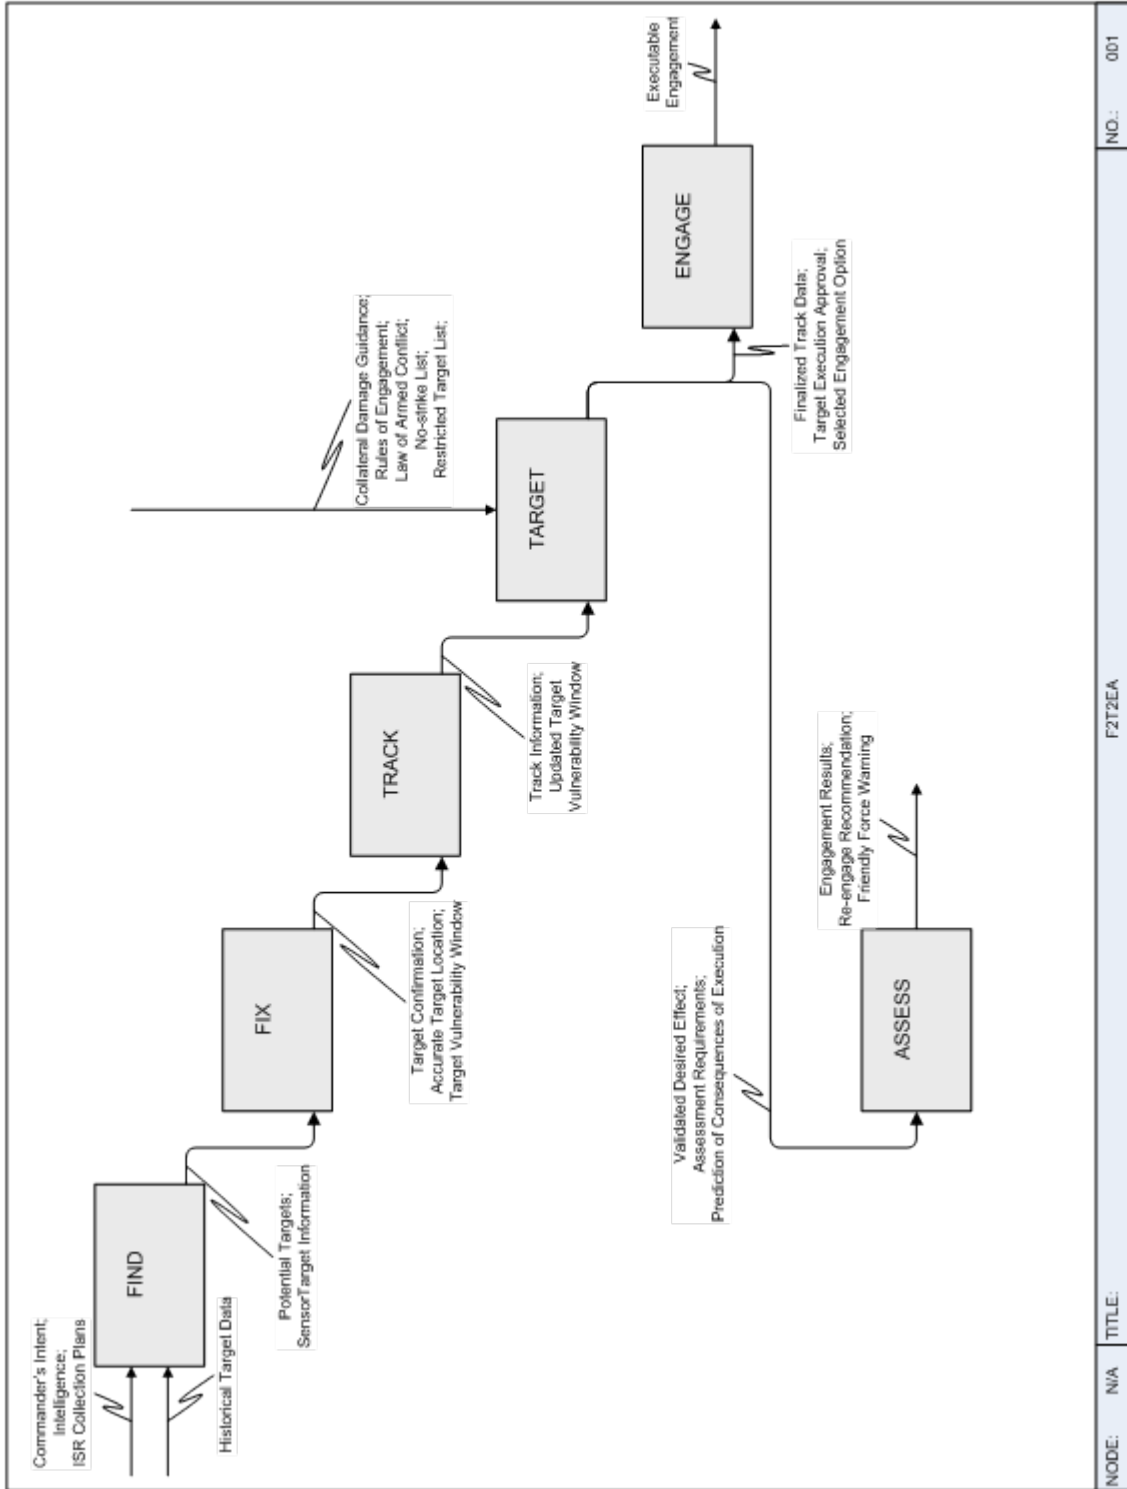 Commander's Intent;
Intelligence;
ISR Collection Plans
Historical Target Data
FIND
Potential Targets;
SensorTarget Information
FIX
Target Confirmation;
Accurate Target Location;
Target Vulnerability Window
TRACK
Track Information;
Updated Target
Vulnerability Window
Collateral Damage Guidance;
Rules of Engagement;
Law of Armed Conflict;
No-strike List;
Restricted Target List;
TARGET
Finalized Track Data;
Target Execution Approval;
Selected Engagement Option
ENGAGE
Executable
Engagement
Validated Desired Effect;
Assessment Requirements;
Prediction of Consequences of Execution
ASSESS
Engagement Results;
Re-engage Recommendation;
Friendly Force Warning
NODE: N/A
TITLE: F2T2EA
NO.: 001